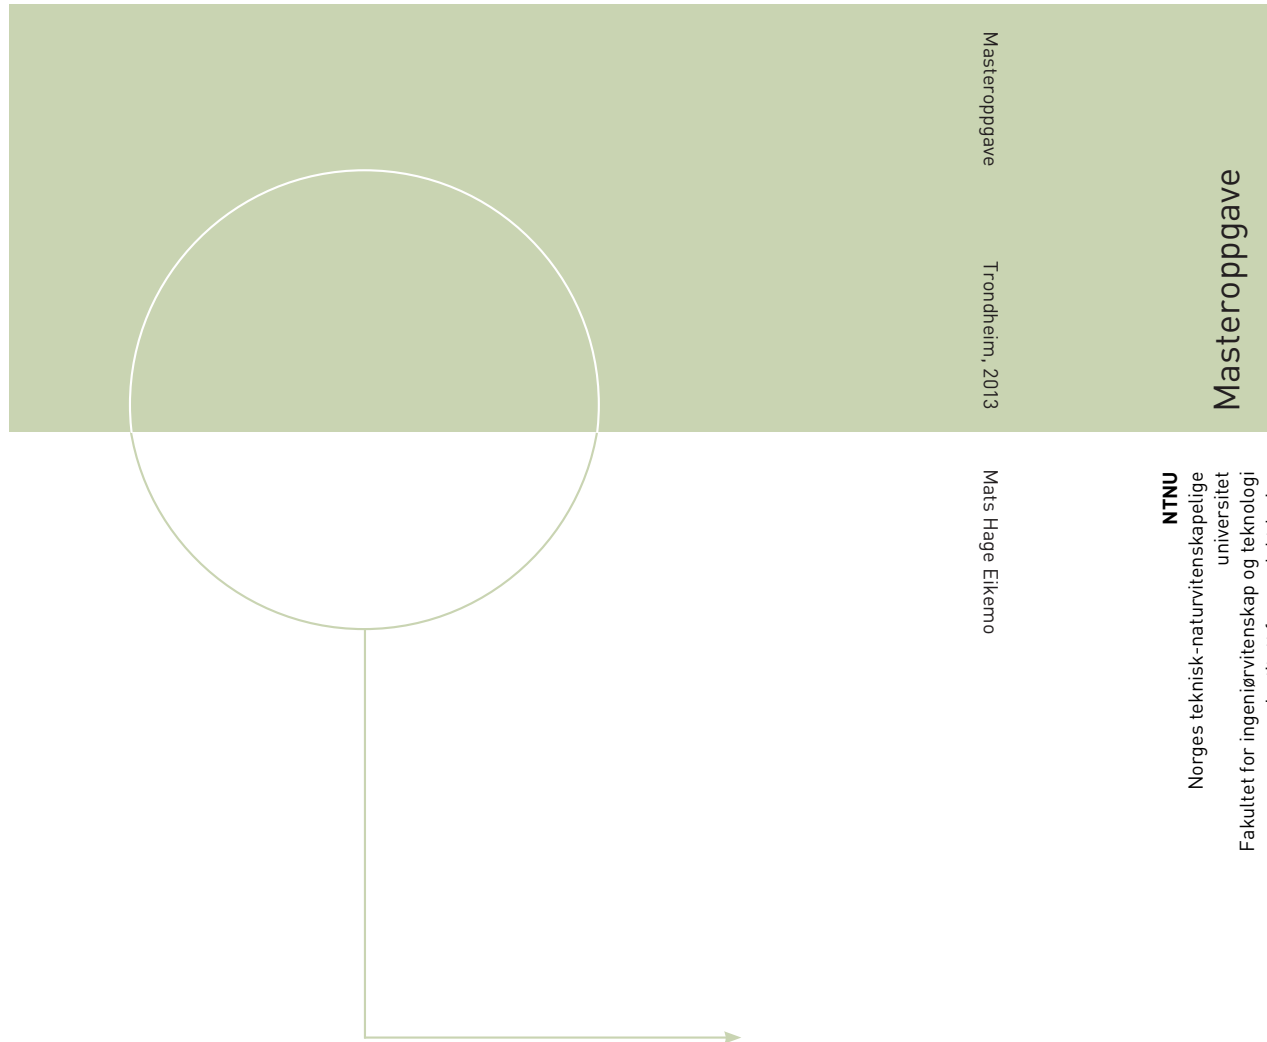 Masteroppgave
Trondheim, 2013
Mats Hage Eikemo
Masteroppgave
NTNU
Norges teknisk-naturvitenskapelige
universitet
Fakultet for ingeniørvitenskap og teknologi